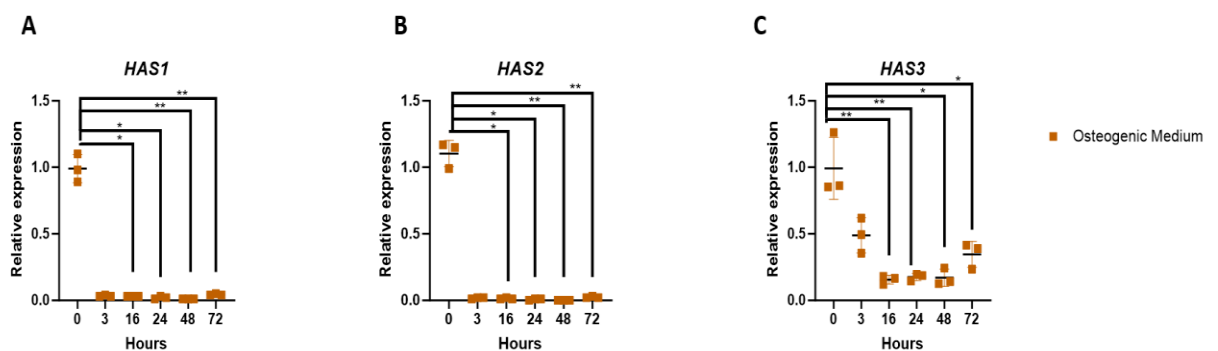 A
HAS1
Relative expression
1.5
1.0
0.5
0.0
**
**
*
*
0 3 16 24 48 72
Hours
B
HAS2
Relative expression
1.5
1.0
0.5
0.0
**
**
*
*
0 3 16 24 48 72
Hours
C
HAS3
Relative expression
1.5
1.0
0.5
0.0
*
*
**
**
0 3 16 24 48 72
Hours
Osteogenic Medium